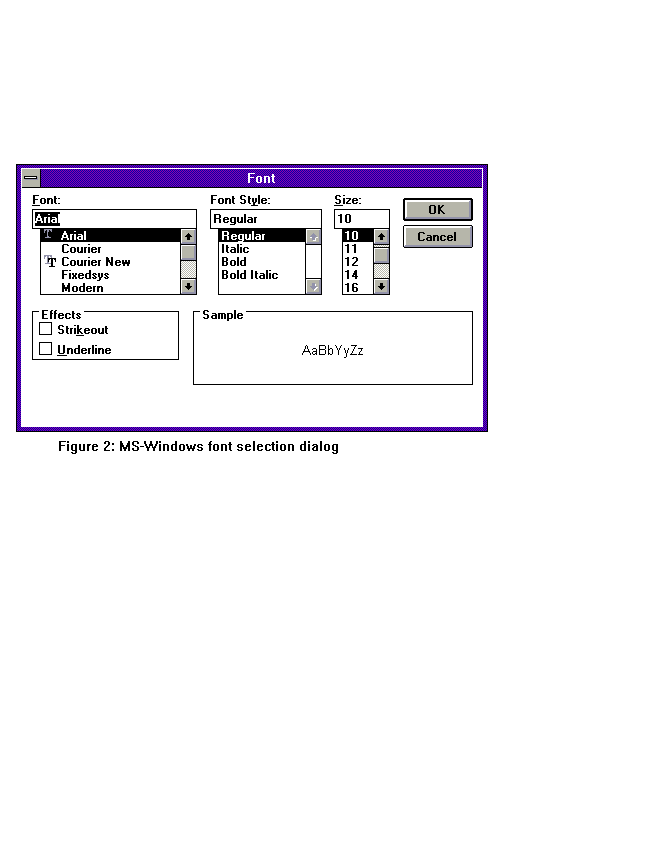 Font
Font: Font Style: Size:
Arial Regular 10 OK
Arial Regular 10 Cancel
Courier Italic 11
Courier New Bold 12
Fixedsys Bold Italic 14
Modern 16
Effects Sample
Strikeout
Underline AaBbYyZz
Figure 2: MS-Windows font selection dialog